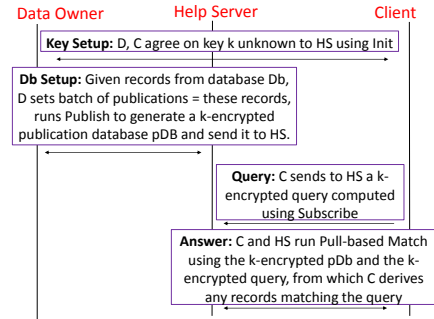 Data Owner Help Server Client
Key Setup: D, C agree on key k unknown to HS using Init
Db Setup: Given records from database Db,
D sets batch of publications = these records,
runs Publish to generate a k-encrypted
publication database pDB and send it to HS.
Query: C sends to HS a k-
encrypted query computed
using Subscribe
Answer: C and HS run Pull-based Match
using the k-encrypted pDb and the k-
encrypted query, from which C derives
any records matching the query